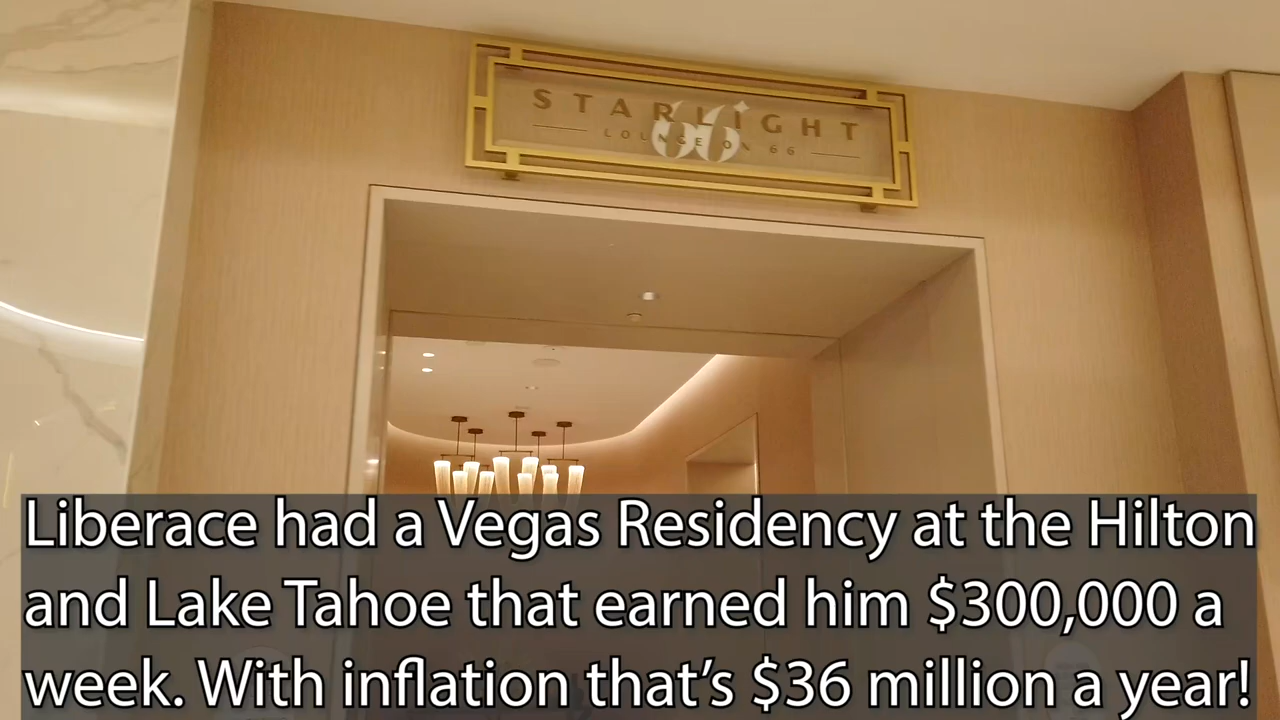 STARLIGHT
LOUNGE ON 66
66
Liberace had a Vegas Residency at the Hilton
and Lake Tahoe that earned him $300,000 a
week. With inflation that’s $36 million a year!